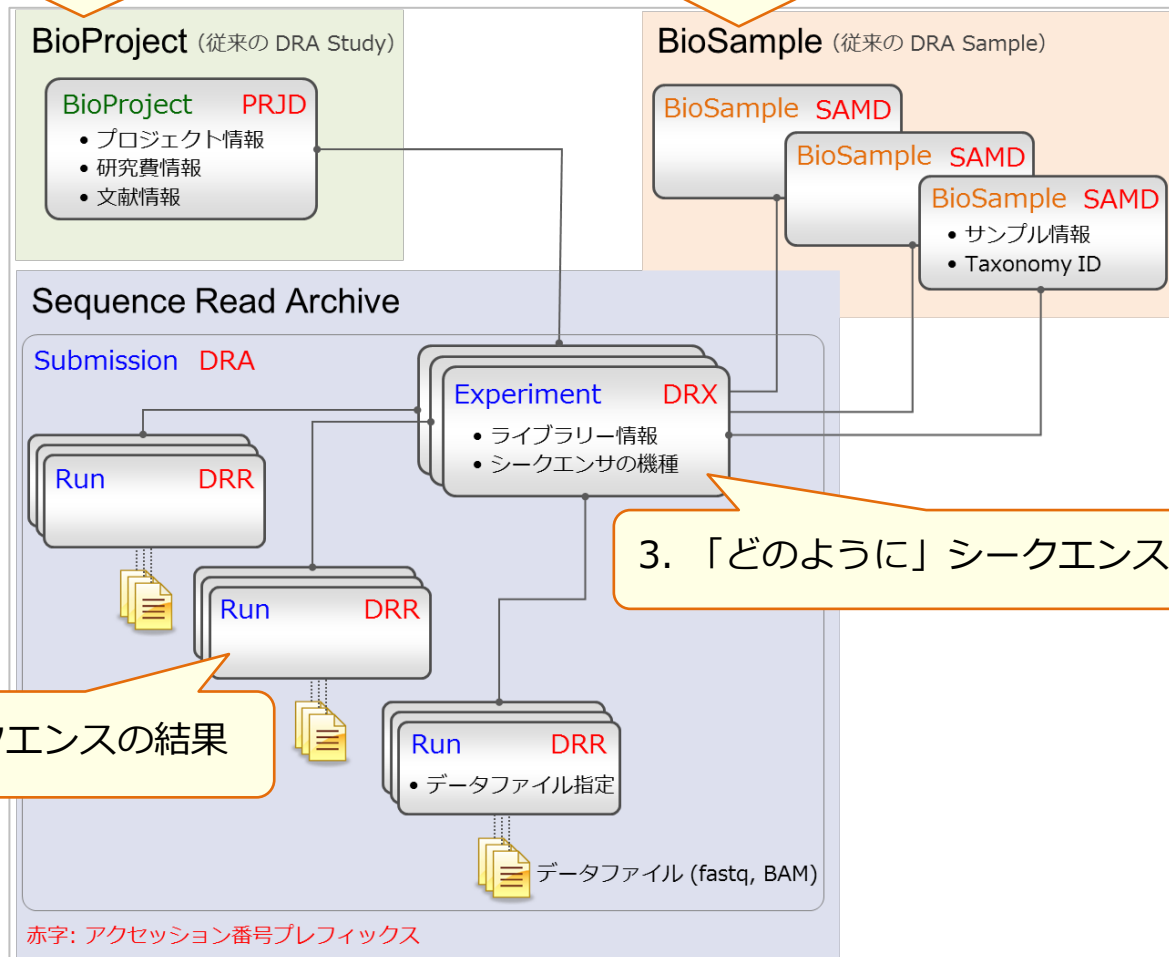 BioProject (従来の DRA Study)
BioProject PRJD
• プロジェクト情報
• 研究費情報
• 文献情報
BioSample (従来の DRA Sample)
BioSample SAMD
BioSample SAMD
BioSample SAMD
• サンプル情報
• Taxonomy ID
Sequence Read Archive
Submission DRA
Experiment DRX
• ライブラリー情報
• シークエンサの機種
Run DRR
3. 「どのように」シークエンス
Run DRR
エンスの結果
Run DRR
• データファイル指定
データファイル (fastq, BAM)
赤字: アクセッション番号プレフィックス